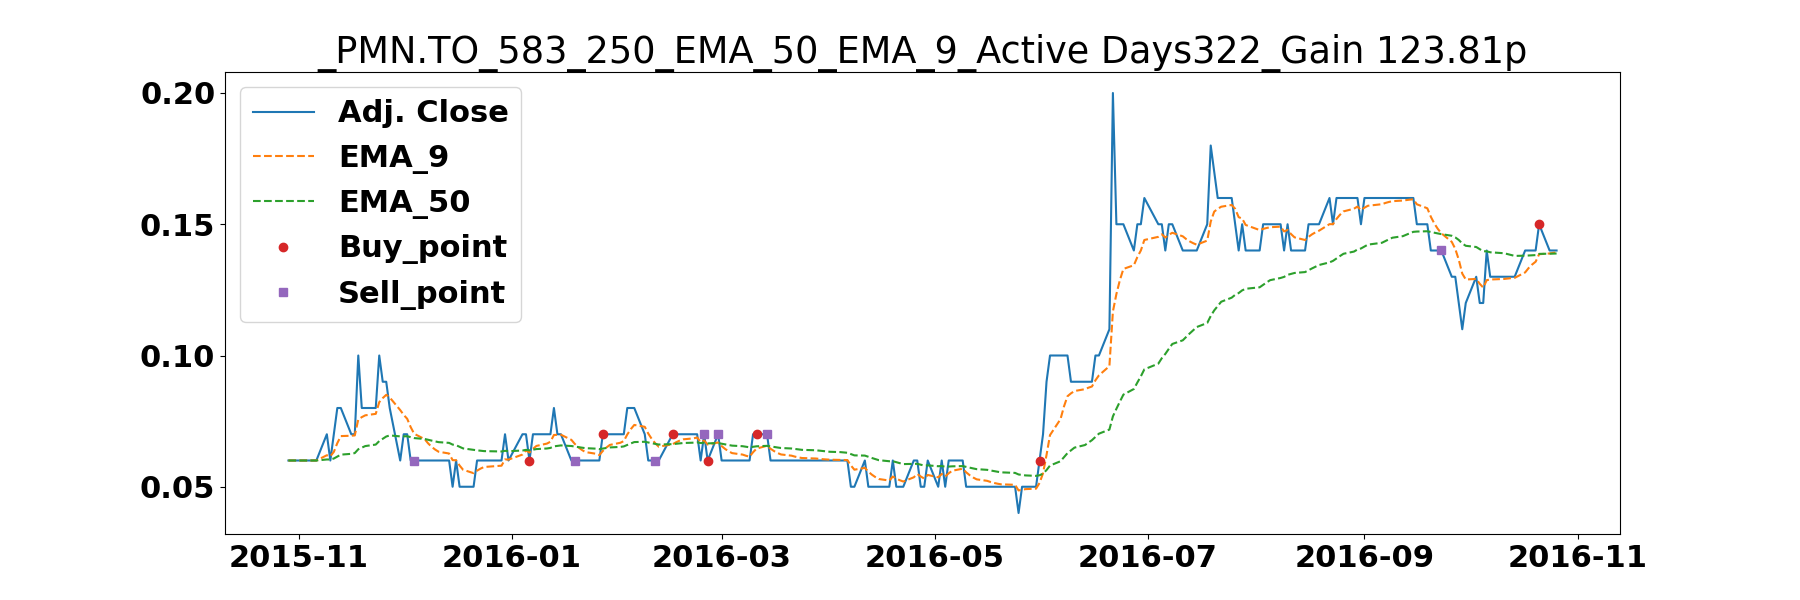 _PMN.TO_583_250_EMA_50_EMA_9_Active Days322_Gain 123.81p
0.20
0.15
0.10
0.05
Adj. Close
EMA_9
EMA_50
Buy_point
Sell_point
2015-11 2016-01 2016-03 2016-05 2016-07 2016-09 2016-11